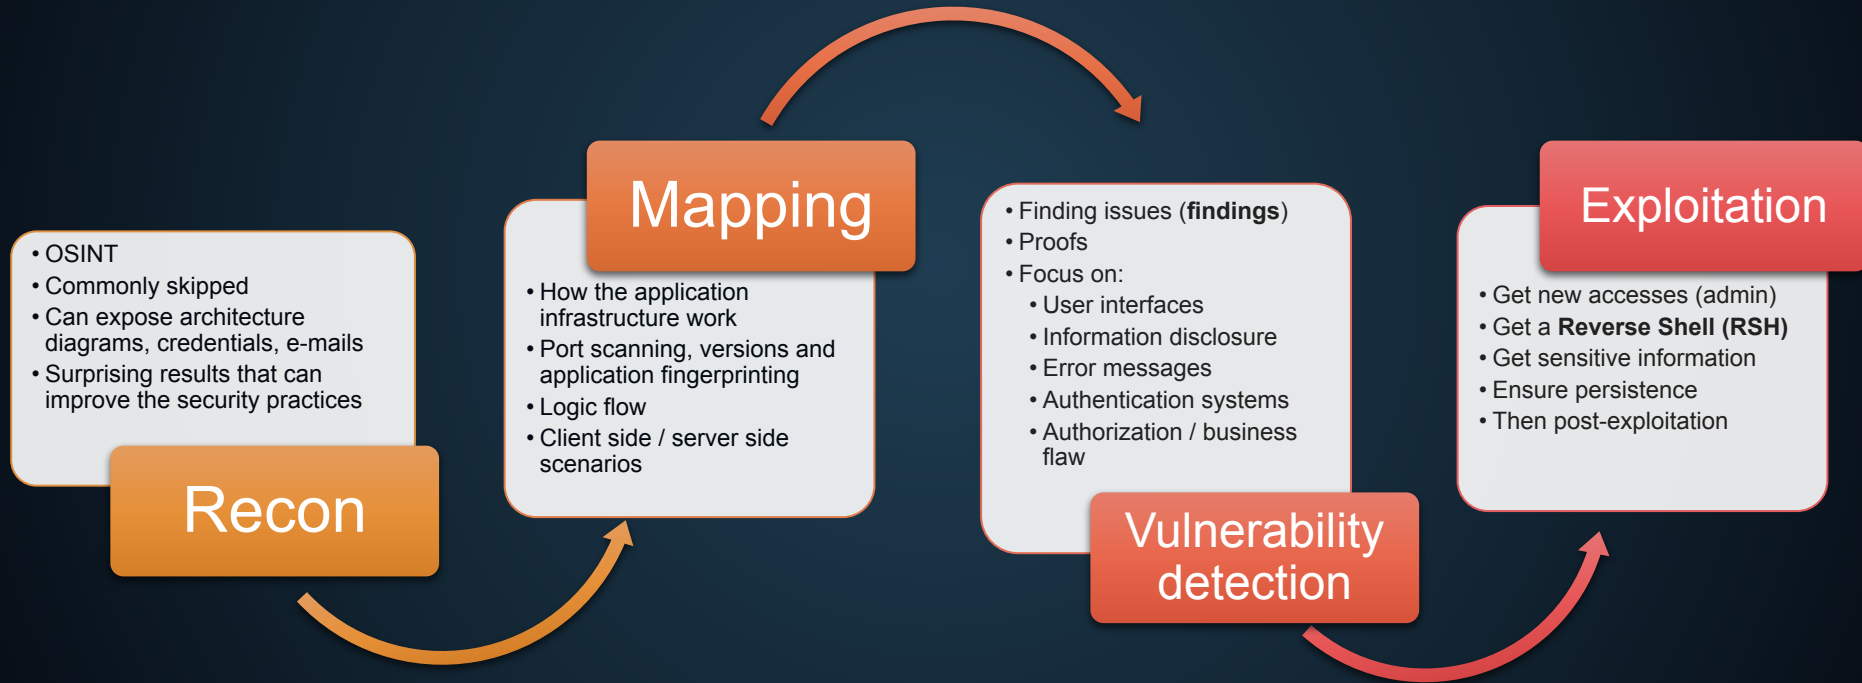 • OSINT
• Commonly skipped
• Can expose architecture
diagrams, credentials, e-mails
• Surprising results that can
improve the security practices
Recon
Mapping
• How the application
infrastructure work
• Port scanning, versions and
application fingerprinting
• Logic flow
• Client side / server side
scenarios
• Finding issues (findings)
• Proofs
• Focus on:
• User interfaces
• Information disclosure
• Error messages
• Authentication systems
• Authorization / business
flaw
Vulnerability
detection
Exploitation
• Get new accesses (admin)
• Get a Reverse Shell (RSH)
• Get sensitive information
• Ensure persistence
• Then post-exploitation